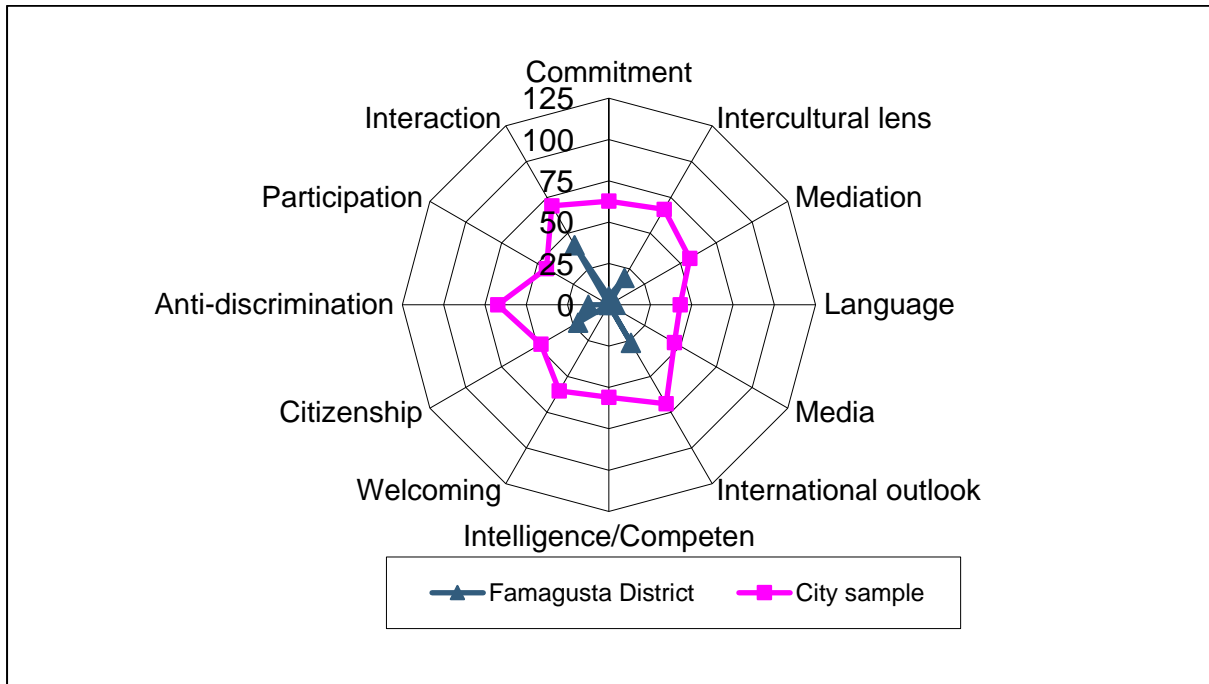 Commitment
125
Interaction
Intercultural lens
100
75
Participation
Mediation
50
25
Anti-discrimination
0
Language
Citizenship
Media
Welcoming
International outlook
Intelligence/Competen
Famagusta District
City sample